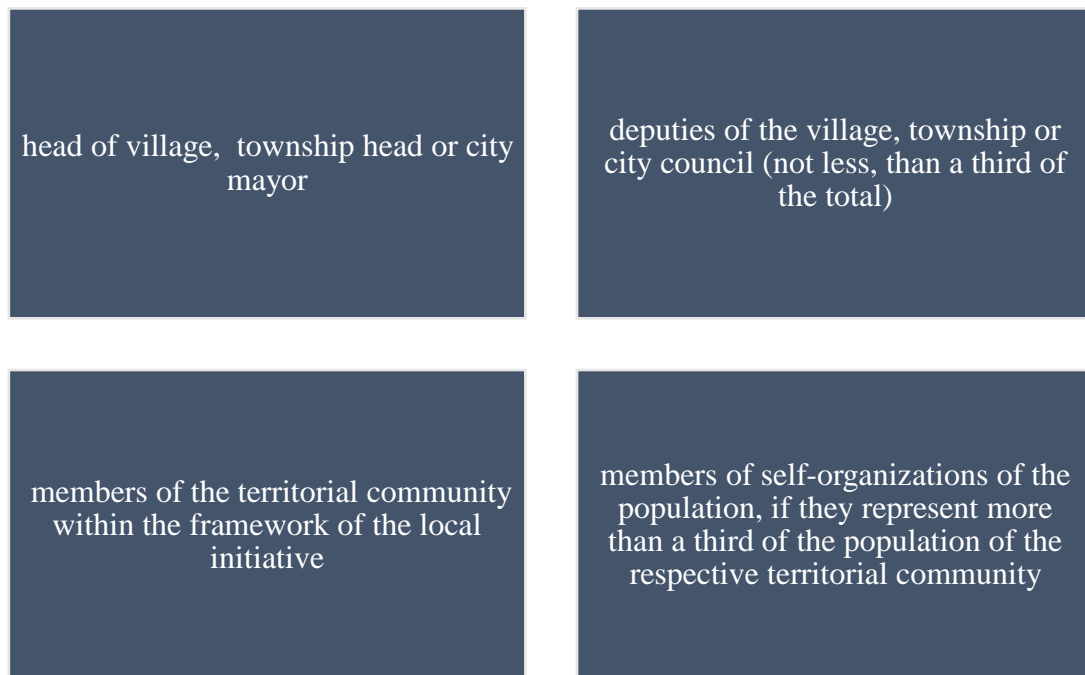 head of village, township head or city
mayor
deputies of the village, township or
city council (not less, than a third of
the total)
members of the territorial community
within the framework of the local
initiative
members of self-organizations of the
population, if they represent more
than a third of the population of the
respective territorial community